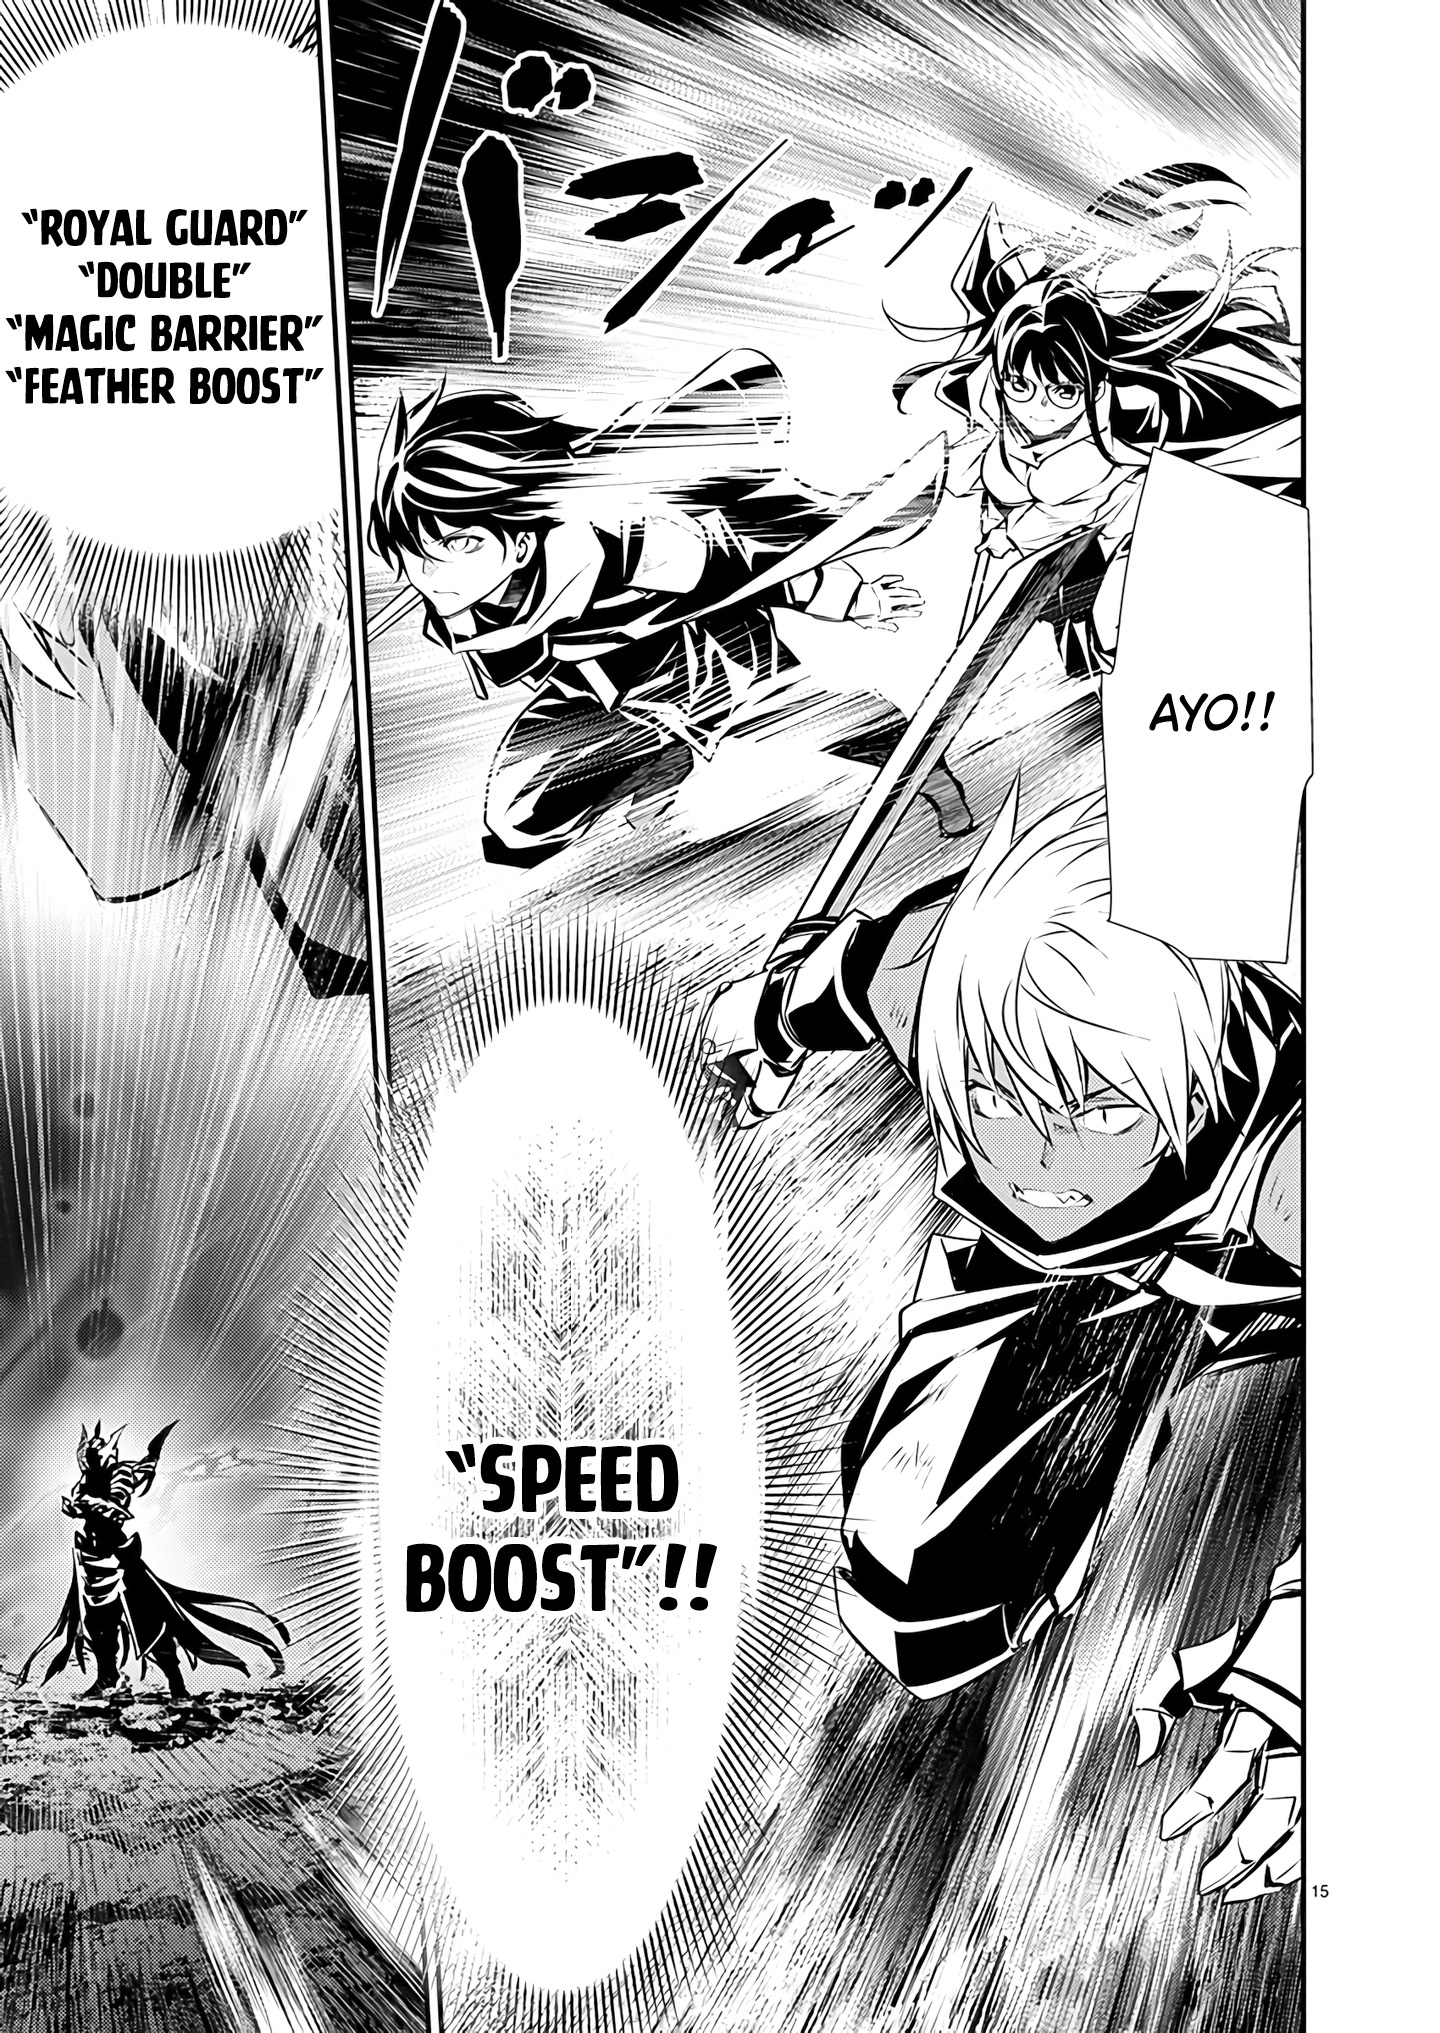 AYO!!
バシュッ
"SPEED
BOOST"!!
"ROYAL GUARD"
"DOUBLE"
"MAGIC BARRIER"
"FEATHER BOOST"
15